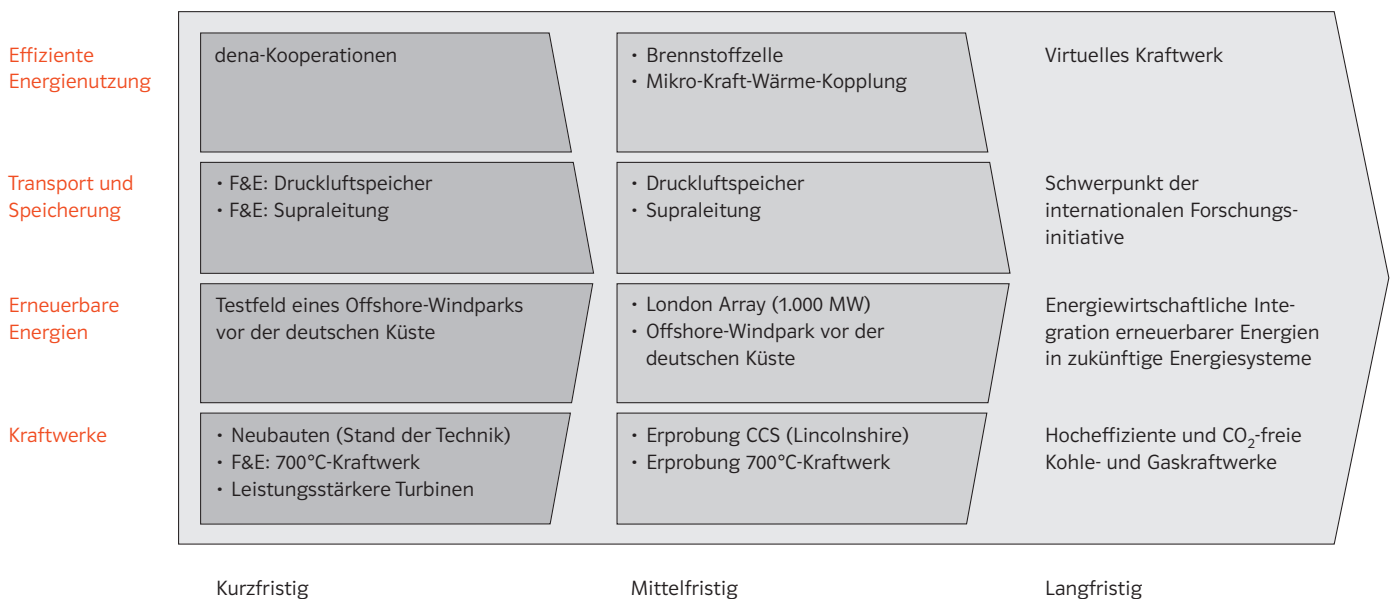 Effiziente
Energienutzung
dena-Kooperationen
· Brennstoffzelle
· Mikro-Kraft-Wärme-Kopplung
Virtuelles Kraftwerk
Transport und
Speicherung
· F&E: Druckluftspeicher
· F&E: Supraleitung
· Druckluftspeicher
· Supraleitung
Schwerpunkt der
internationalen Forschungs-
initiative
Erneuerbare
Energien
Testfeld eines Offshore-Windparks
vor der deutschen Küste
· London Array (1.000 MW)
· Offshore-Windpark vor der
deutschen Küste
Energiewirtschaftliche Inte-
gration erneuerbarer Energien
in zukünftige Energiesysteme
Kraftwerke
· Neubauten (Stand der Technik)
· F&E: 700°C-Kraftwerk
· Leistungsstärkere Turbinen
· Erprobung CCS (Lincolnshire)
· Erprobung 700°C-Kraftwerk
Hocheffiziente und CO₂-freie
Kohle- und Gaskraftwerke
Kurzfristig
Mittelfristig
Langfristig